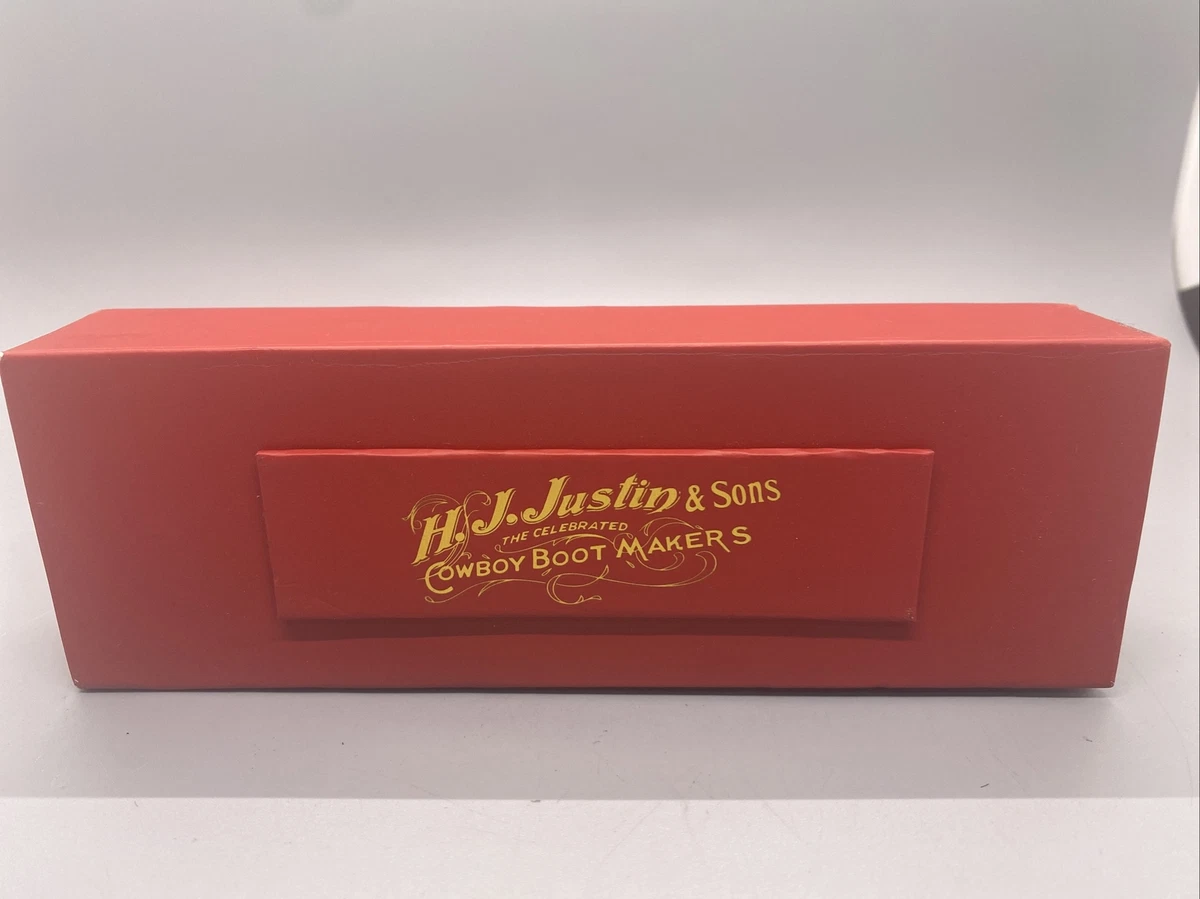 H. J. Justin & Sons
THE CELEBRATED
COWBOY BOOT MAKERS